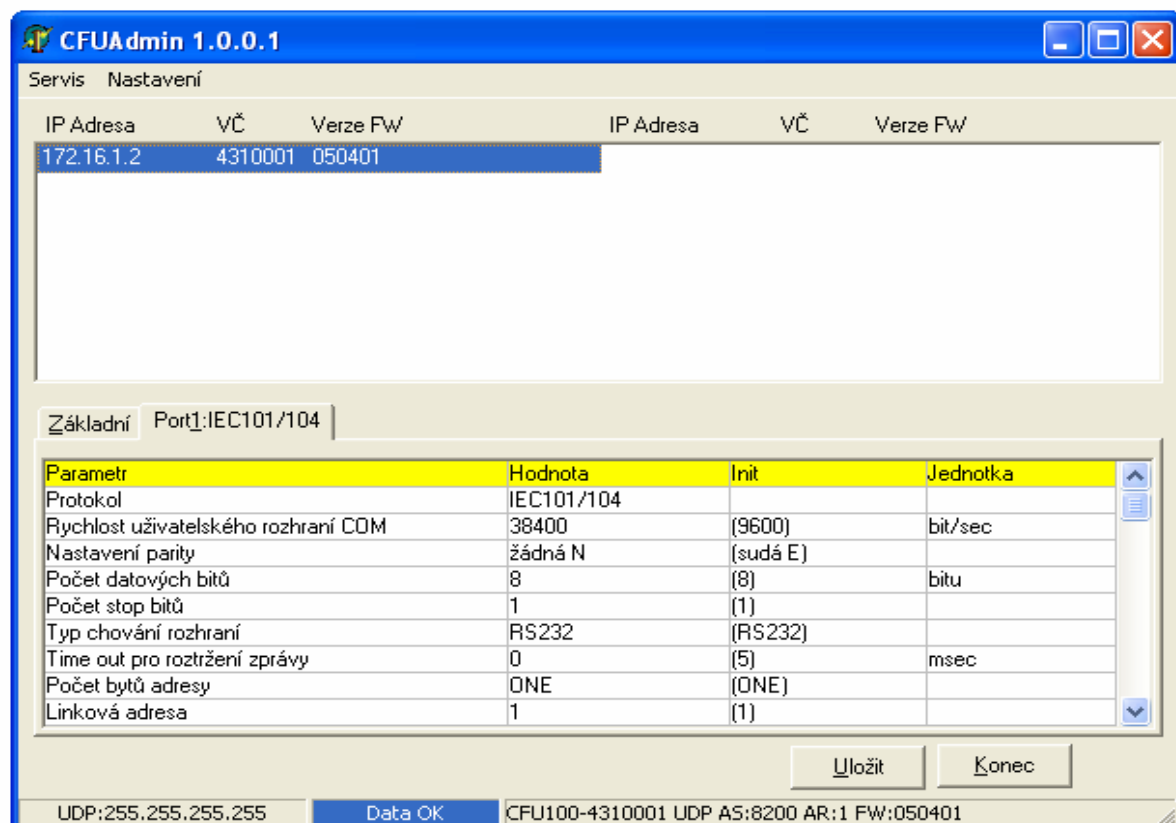 CFUAdmin 1.0.0.1
Servis Nastavení
IP Adresa VČ Verze FW IP Adresa VČ Verze FW
172.16.1.2 4310001 050401
Základní Port1:IEC101/104
Parametr Hodnota Init Jednotka
Protokol IEC101/104
Rychlost uživatelského rozhraní COM 38400 (9600) bit/sec
Nastavení parity žádná N (sudá E)
Počet datových bitů 8 (8) bitu
Počet stop bitů 1 (1)
Typ chování rozhraní RS232 (RS232)
Time out pro roztržení zprávy 0 (5) msec
Počet bytů adresy ONE (ONE)
Linková adresa 1 (1)
Uložit Konec
UDP:255.255.255.255 Data OK CFU100-4310001 UDP AS:8200 AR:1 FW:050401